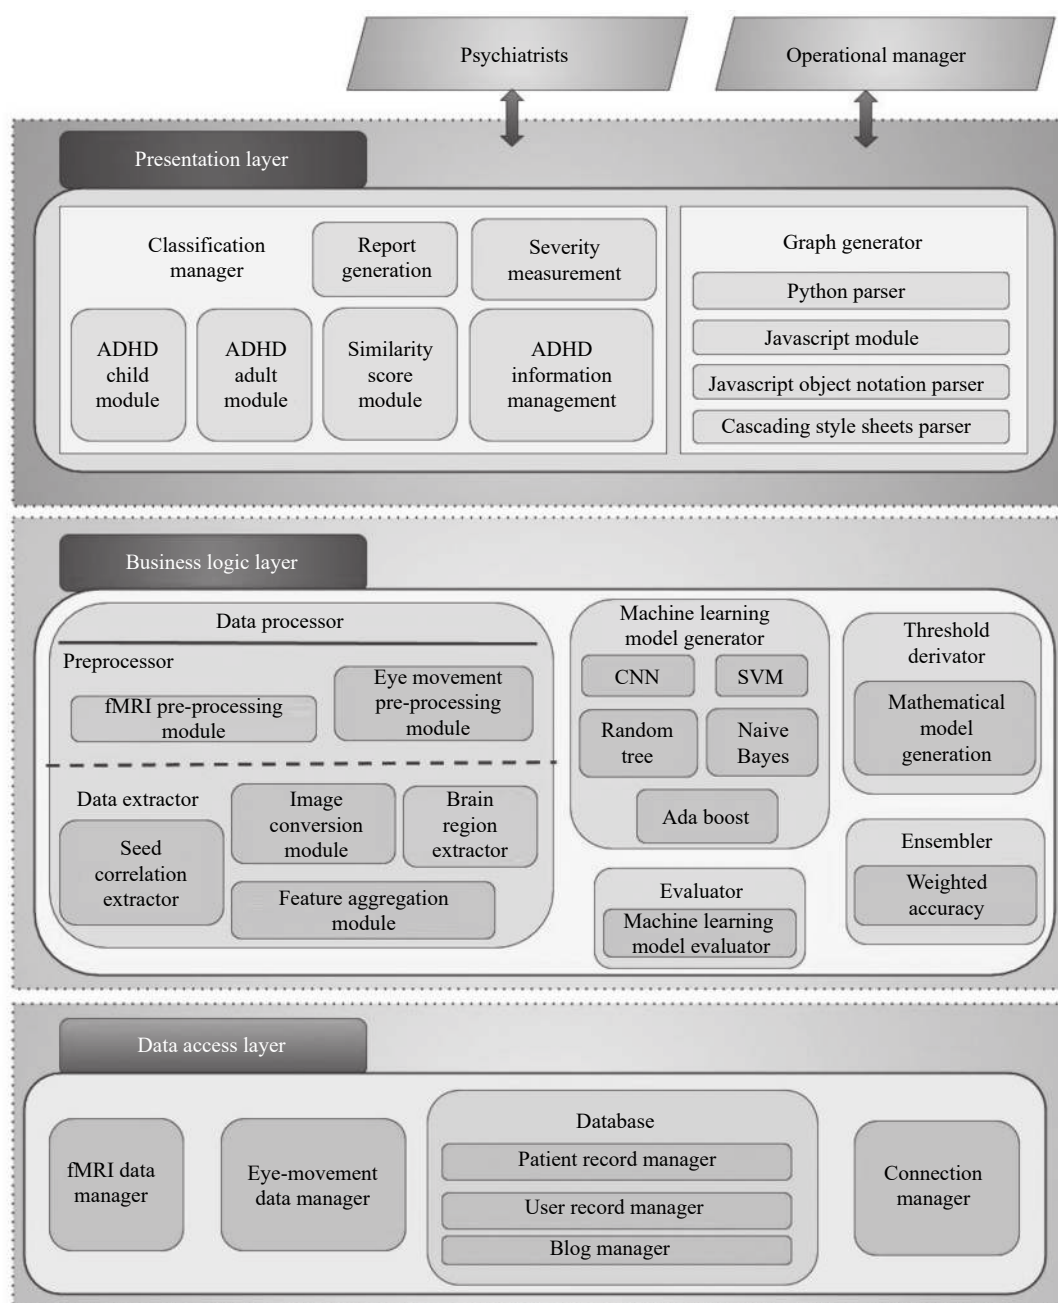 Psychiatrists
Operational manager
Presentation layer
Classification
manager
Report
generation
Severity
measurement
ADHD
child
module
ADHD
adult
module
Similarity
score
module
ADHD
information
management
Graph generator
Python parser
Javascript module
Javascript object notation parser
Cascading style sheets parser
Business logic layer
Data processor
Preprocessor
fMRI pre-processing
module
Eye movement
pre-processing
module
Data extractor
Seed
correlation
extractor
Image
conversion
module
Brain
region
extractor
Feature aggregation
module
Machine learning
model generator
CNN
SVM
Random
tree
Naive
Bayes
Ada boost
Evaluator
Machine learning
model evaluator
Threshold
derivator
Mathematical
model
generation
Ensembler
Weighted
accuracy
Data access layer
fMRI data
manager
Eye-movement
data manager
Database
Patient record manager
User record manager
Blog manager
Connection
manager